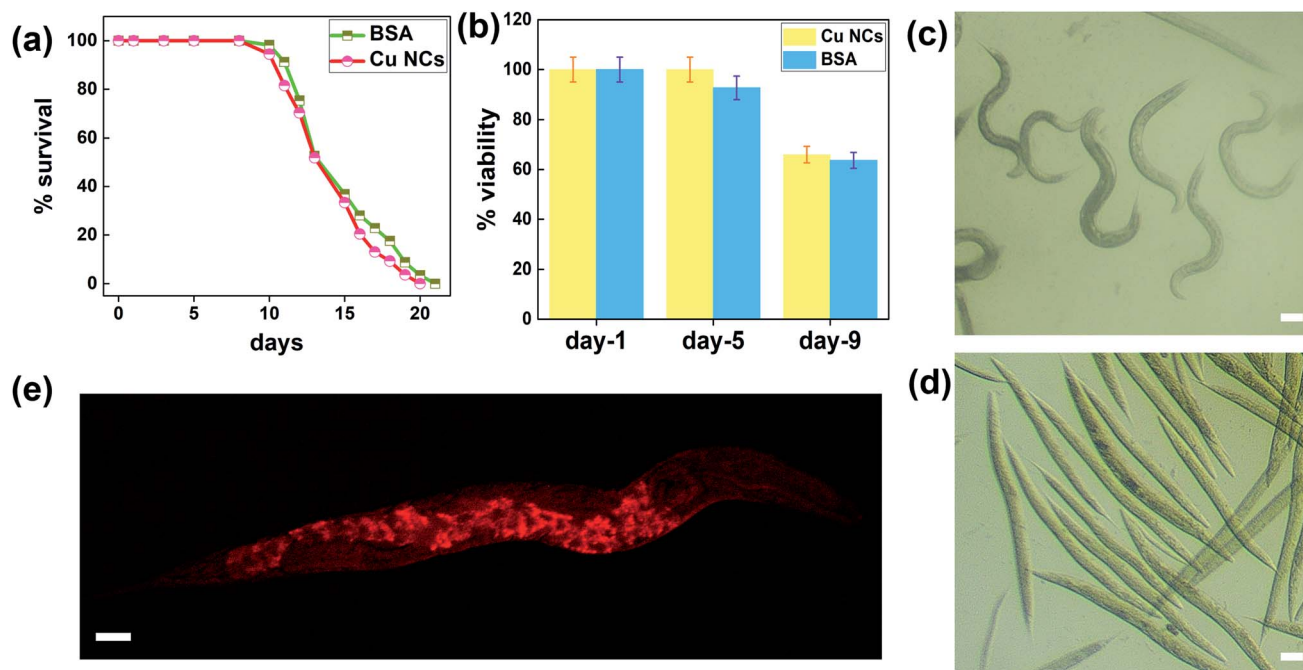 (a)
BSA
Cu NCs
100
80
60
40
20
0
% survival
0 5 10 15 20
days
(b)
Cu NCs
BSA
120
100
80
60
40
20
0
% viability
day-1 day-5 day-9
(c)
(d)
(e)